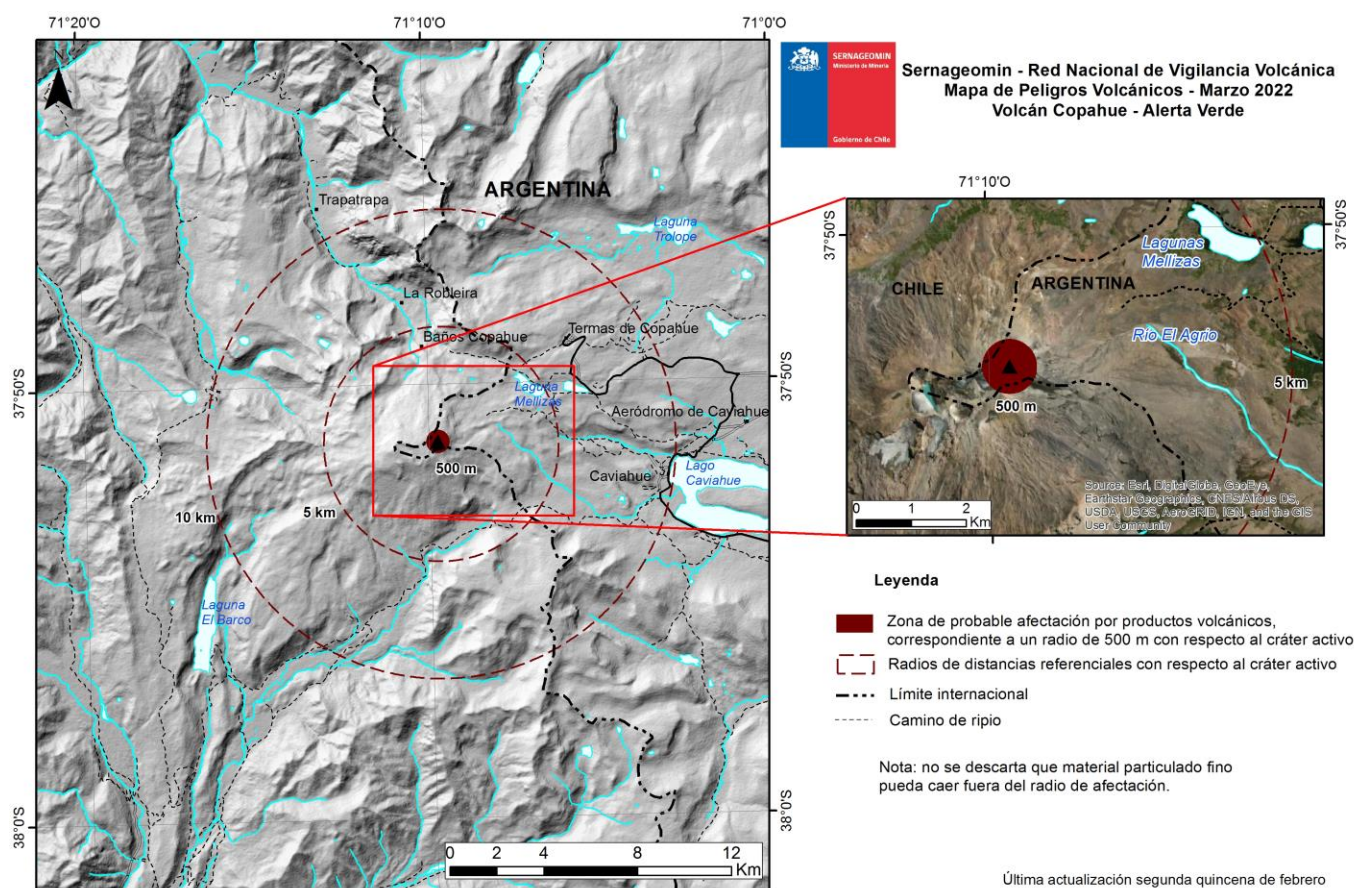 71°20'O
71°10'O
71°0'O
N
ARGENTINA
Trapatrapa
Laguna
Trolope
La Robleira
Baños Copahue
Termas de Copahue
Laguna
Mellizas
Aeródromo de Caviahue
500 m
Caviahue
Lago
Caviahue
10 km
5 km
Laguna
El Barco
37°50'S
37°50'S
38°0'S
38°0'S
0 2 4 8 12
Km
SERNAGEOMIN
Ministerio de Minería
Gobierno de Chile
Sernageomin - Red Nacional de Vigilancia Volcánica
Mapa de Peligros Volcánicos - Marzo 2022
Volcán Copahue - Alerta Verde
71°10'O
37°50'S
37°50'S
Lagunas
Mellizas
CHILE
ARGENTINA
Río El Agrio
5 km
500 m
Source: Esri, DigitalGlobe, GeoEye,
Earthstar Geographics, CNES/Airbus DS,
USDA, USGS, AeroGRID, IGN, and the GIS
User Community
0 1 2
Km
71°10'O
Leyenda
Zona de probable afectación por productos volcánicos,
correspondiente a un radio de 500 m con respecto al cráter activo
Radios de distancias referenciales con respecto al cráter activo
Límite internacional
Camino de ripio
Nota: no se descarta que material particulado fino
pueda caer fuera del radio de afectación.
Última actualización segunda quincena de febrero